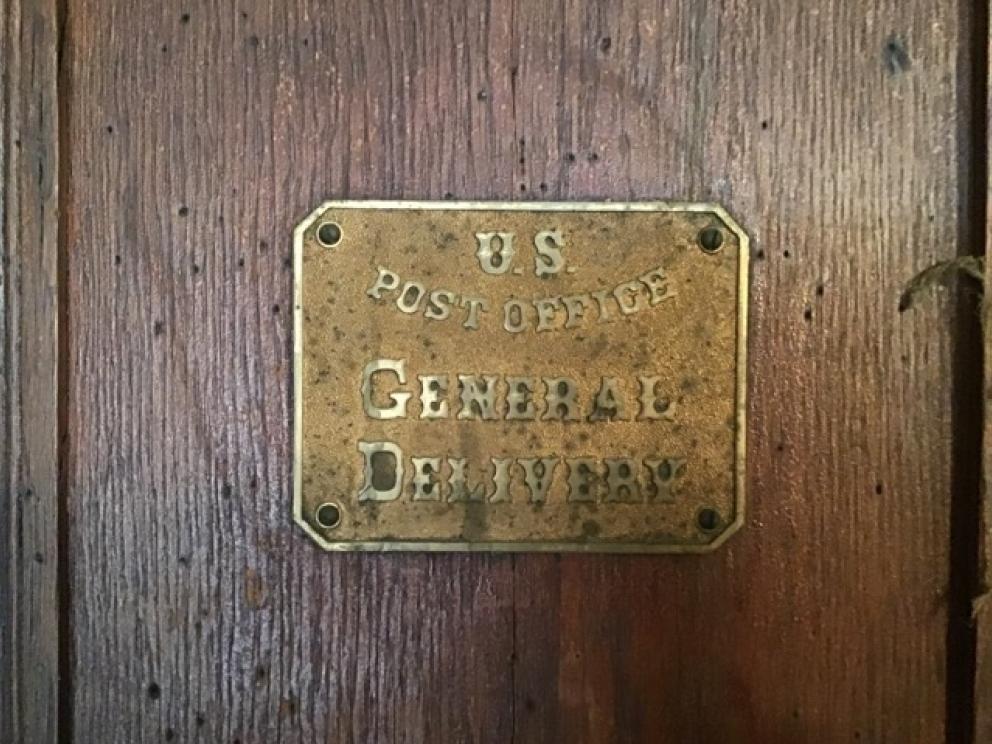 U.S.
POST OFFICE
GENERAL
DELIVERY